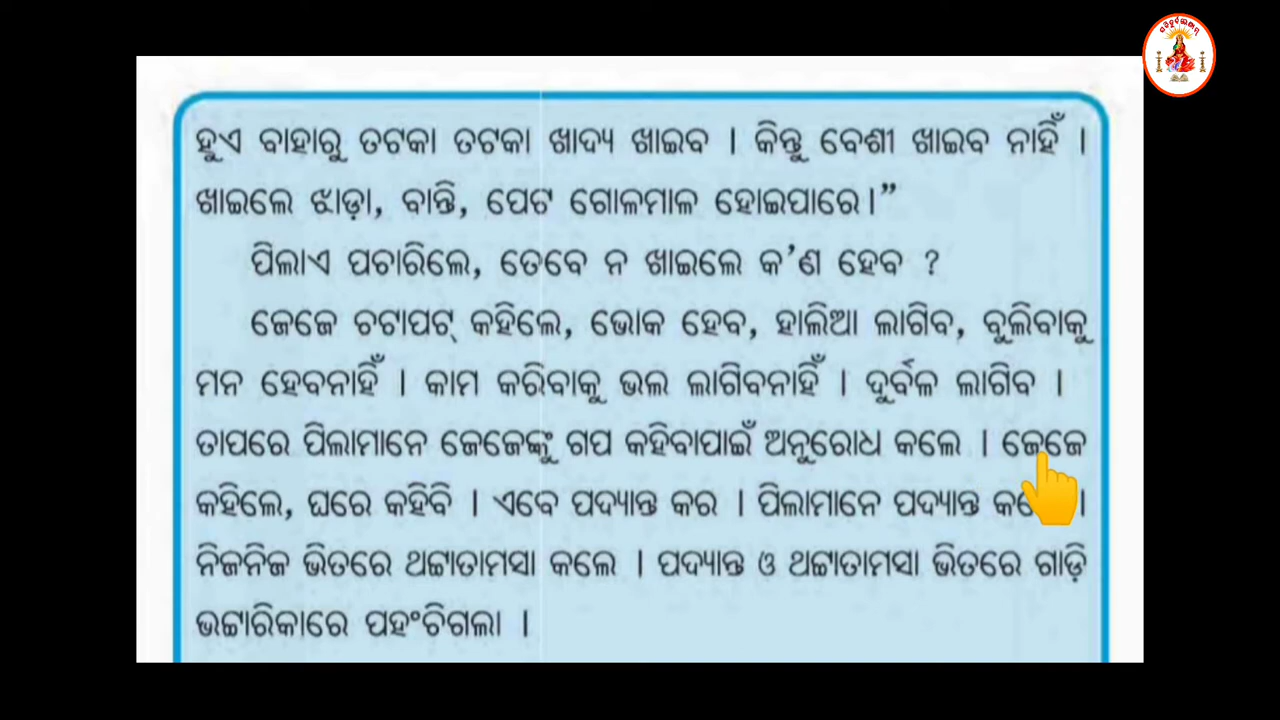 ହୁଏ ବାହାରୁ ତଟକା ତଟକା ଖାଦ୍ୟ ଖାଇବ । କିନ୍ତୁ ବେଶୀ ଖାଇବ ନାହିଁ ।
ଖାଇଲେ ଝାଡ଼ା, ବାନ୍ତି, ପେଟ ଗୋଳମାଳ ହୋଇପାରେ।”
ପିଲାଏ ପଚାରିଲେ, ତେବେ ନ ଖାଇଲେ କ’ଣ ହେବ ?
ଜେଜେ ଚଟାପଟ୍ କହିଲେ, ଭୋକ ହେବ, ହାଲିଆ ଲାଗିବ, ବୁଲିବାକୁ
ମନ ହେବନାହିଁ । କାମ କରିବାକୁ ଭଲ ଲାଗିବନାହିଁ । ଦୁର୍ବଳ ଲାଗିବ ।
ତାପରେ ପିଲାମାନେ ଜେଜେଙ୍କୁ ଗପ କହିବାପାଇଁ ଅନୁରୋଧ କଲେ । ଜେଜେ
କହିଲେ, ଘରେ କହିବି । ଏବେ ପଦ୍ୟାନ୍ତ କର । ପିଲାମାନେ ପଦ୍ୟାନ୍ତ ।
ନିଜନିଜ ଭିତରେ ଥଟ୍ଟାତାମସା କଲେ । ପଦ୍ୟାନ୍ତ ଓ ଥଟ୍ଟାତାମସା ଭିତରେ ଗାଡ଼ି
ଭଟ୍ଟାରିକାରେ ପହଂଚିଗଲା ।